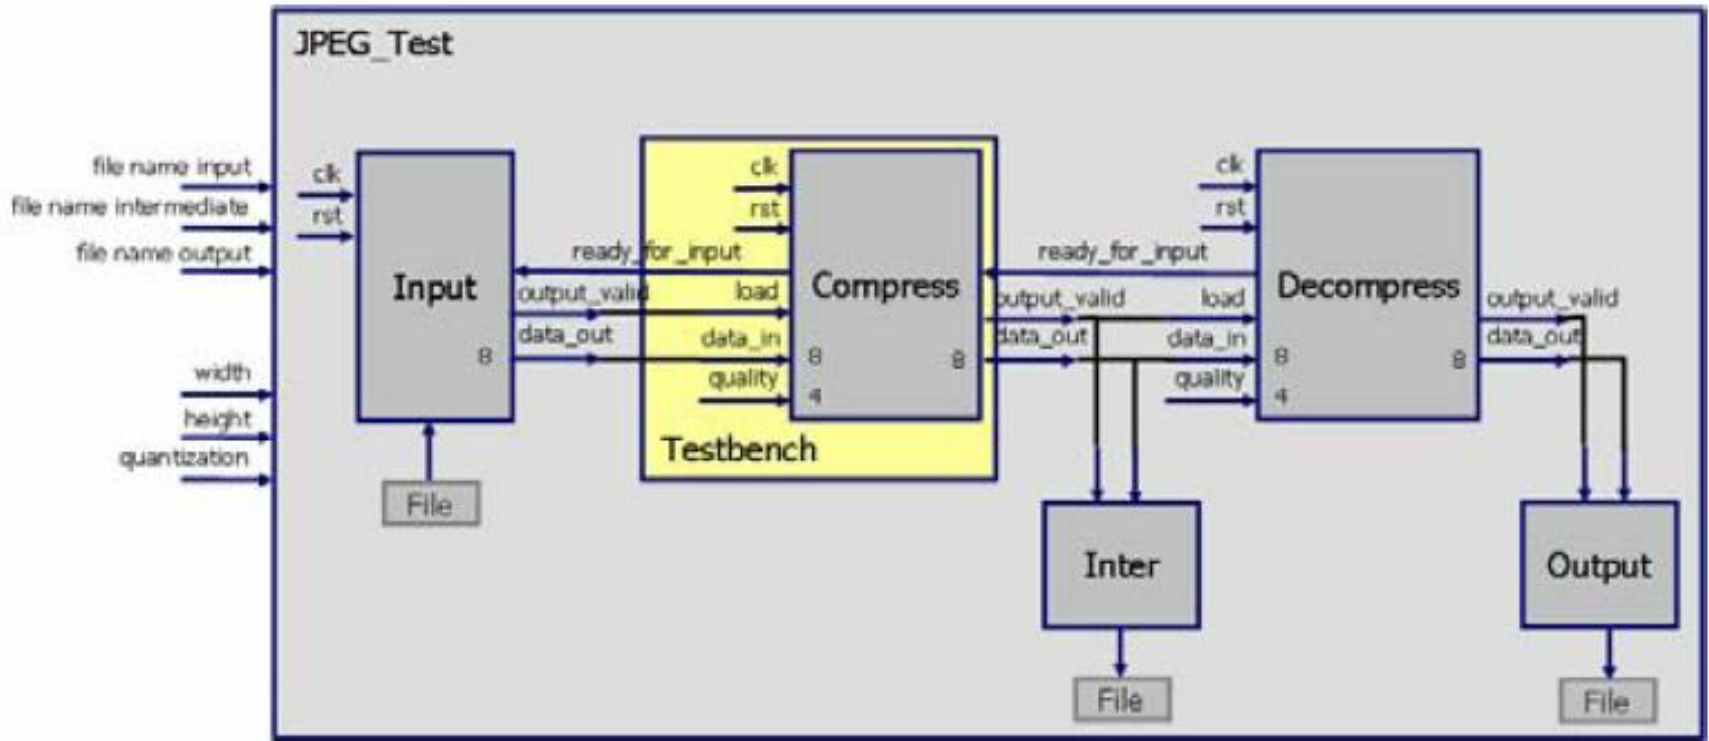 JPEG_Test
file name input
file name intermediate
file name output
width
height
quantization
clk
rst
Input
8
File
ready_for_input
output_valid
data_out
clk
rst
load
data_in
quality
Compress
8
4
8
Testbench
ready_for_input
output_valid
data_out
clk
rst
load
data_in
quality
Decompress
8
4
8
output_valid
data_out
Inter
File
Output
File